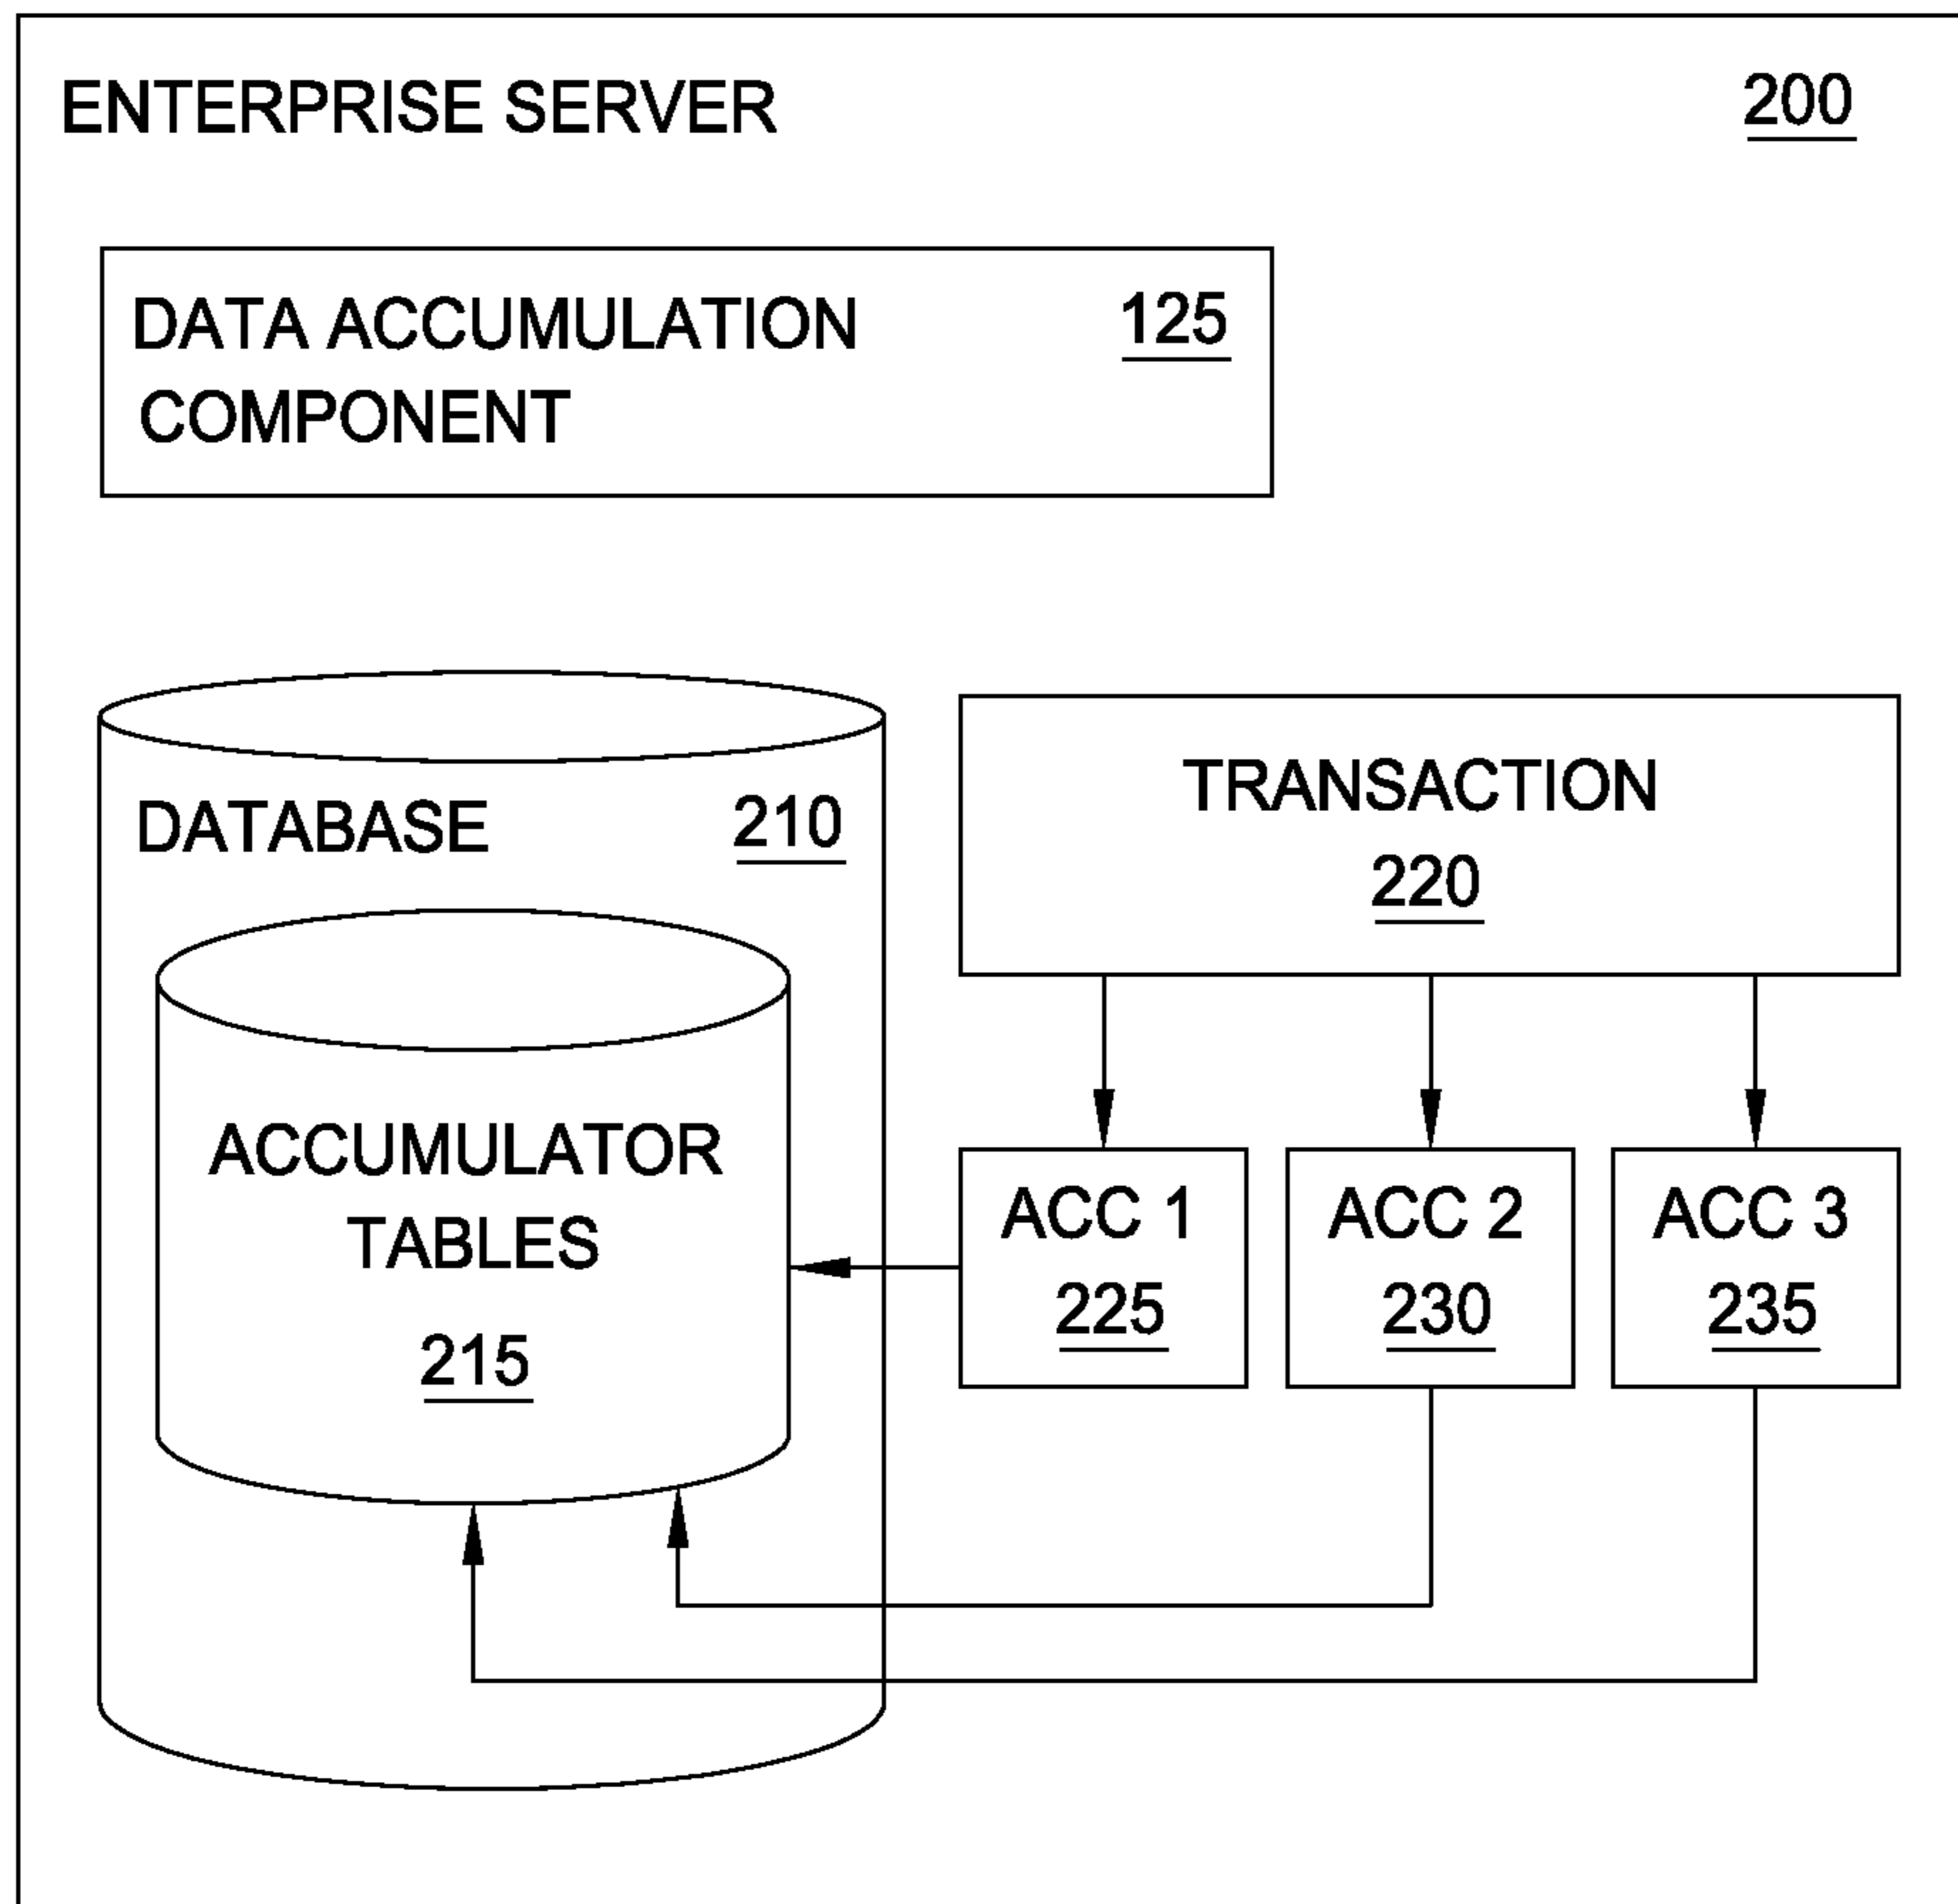 ENTERPRISE SERVER 200
DATA ACCUMULATION 125
COMPONENT
DATABASE 210
TRANSACTION
220
ACCUMULATOR
TABLES
215
ACC 1
225
ACC 2
230
ACC 3
235